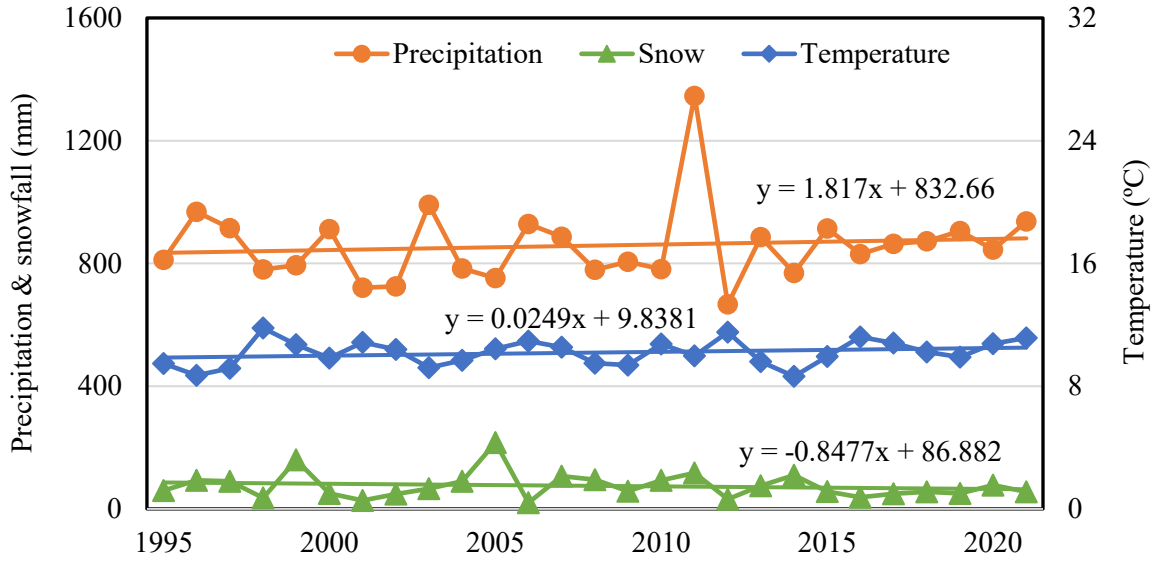 1600
1200
800
400
0
Precipitation & snowfall (mm)
Precipitation
Snow
Temperature
y = 1.817x + 832.66
y = 0.0249x + 9.8381
y = -0.8477x + 86.882
32
24
16
8
0
Temperature (ºC)
1995
2000
2005
2010
2015
2020